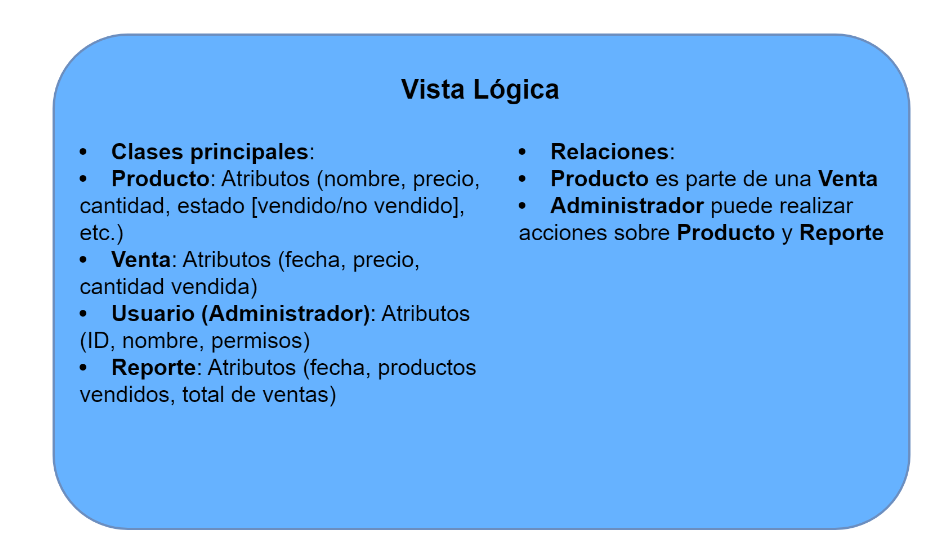 Vista Lógica
• Clases principales:
• Producto: Atributos (nombre, precio,
cantidad, estado [vendido/no vendido],
etc.)
• Venta: Atributos (fecha, precio,
cantidad vendida)
• Usuario (Administrador): Atributos
(ID, nombre, permisos)
• Reporte: Atributos (fecha, productos
vendidos, total de ventas)
• Relaciones:
• Producto es parte de una Venta
• Administrador puede realizar
acciones sobre Producto y Reporte